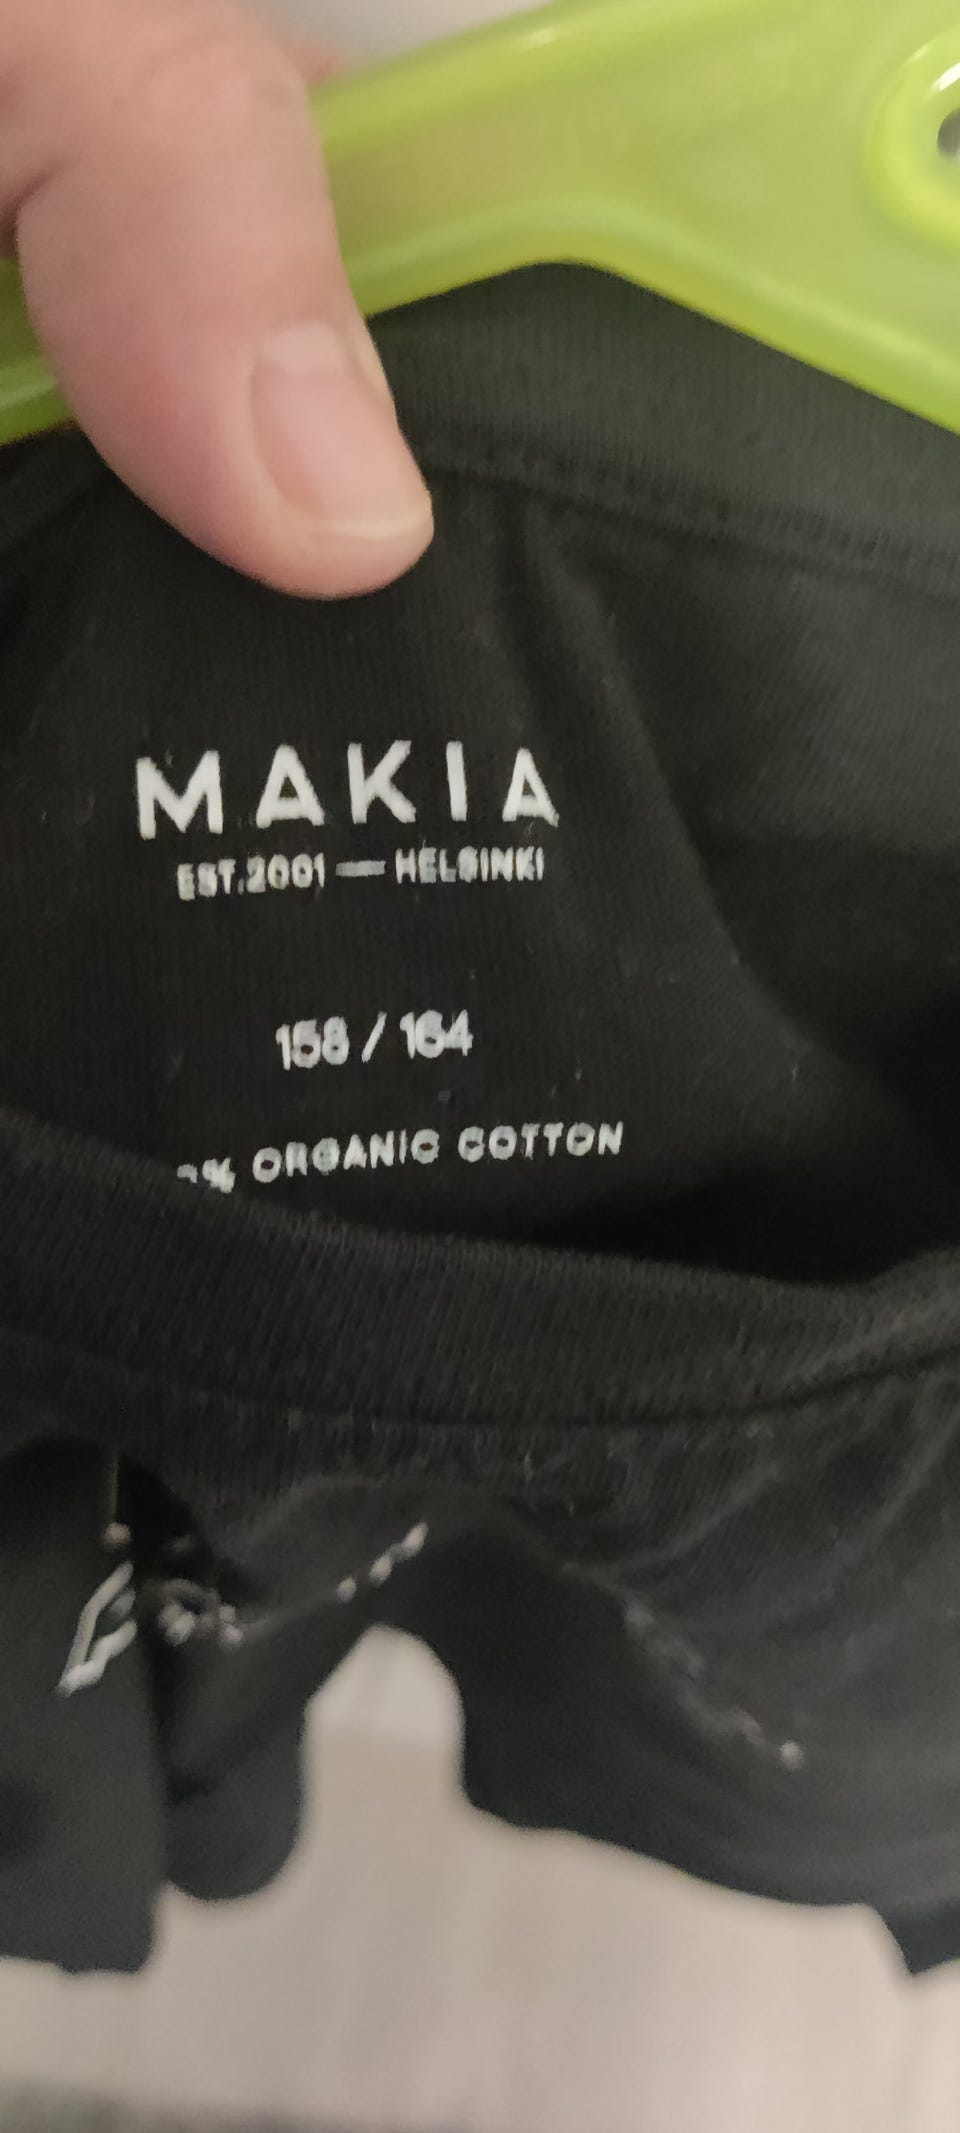 MAKIA
EST.2001 — HELSINKI
158 / 164
% ORGANIC COTTON